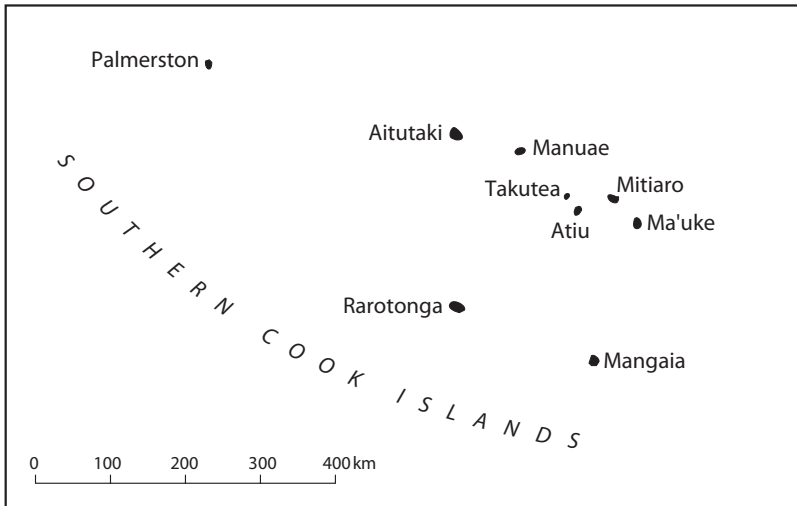 Palmerston
Aitutaki
Manuae
Takutea
Mitiaro
Atiu
Ma'uke
Rarotonga
Mangaia
SOUTHERN COOK ISLANDS
0 100 200 300 400 km